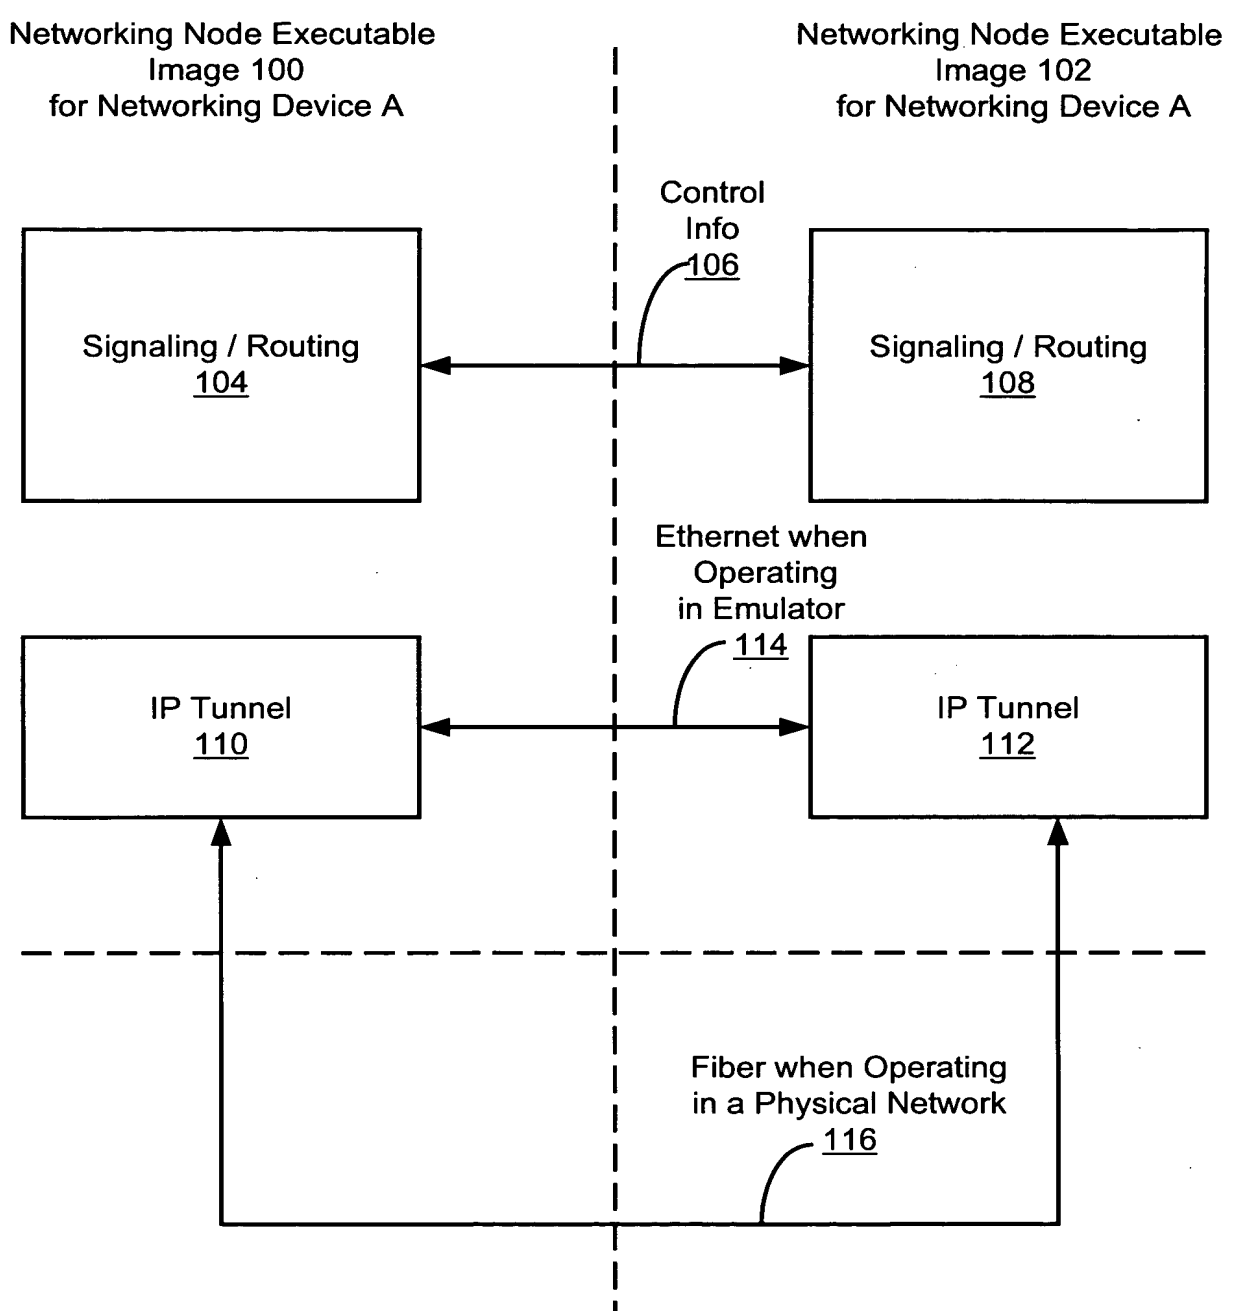 Networking Node Executable
Image 100
for Networking Device A
Networking Node Executable
Image 102
for Networking Device A
Control
Info
106
Signaling / Routing
104
Signaling / Routing
108
Ethernet when
Operating
in Emulator
114
IP Tunnel
110
IP Tunnel
112
Fiber when Operating
in a Physical Network
116